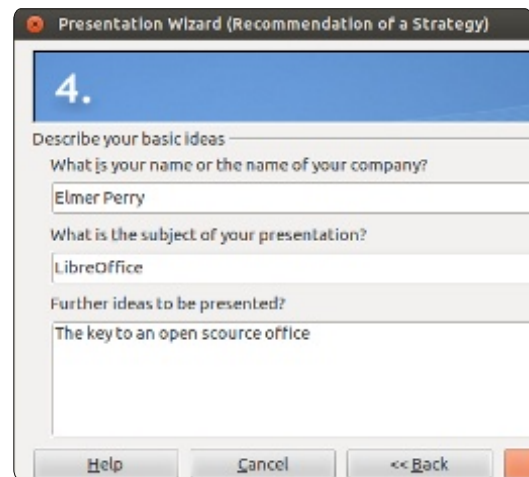 Presentation Wizard (Recommendation of a Strategy)
4.
Describe your basic ideas
What is your name or the name of your company?
Elmer Perry
What is the subject of your presentation?
LibreOffice
Further ideas to be presented?
The key to an open scource office
Help Cancel << Back